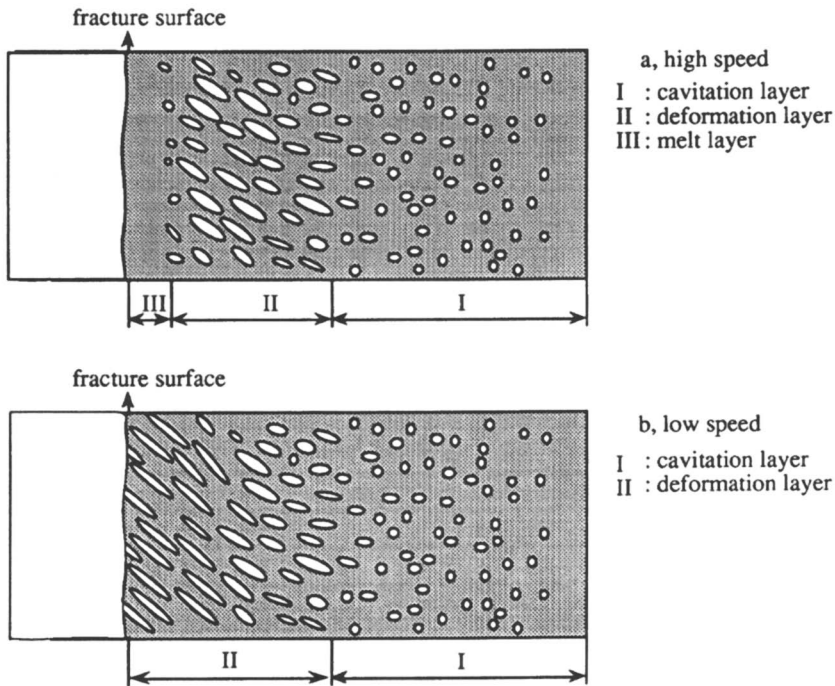 fracture surface
a, high speed
I : cavitation layer
II : deformation layer
III : melt layer
III
II
I
fracture surface
b, low speed
I : cavitation layer
II : deformation layer
II
I